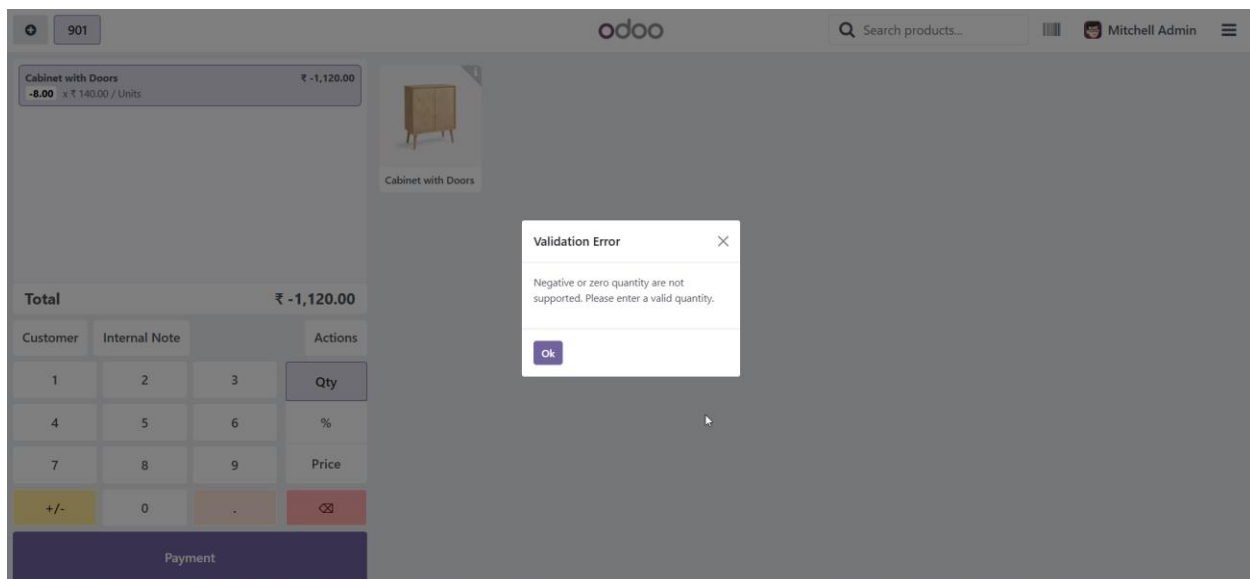 901
odoo
Search products...
Mitchell Admin
Cabinet with Doors ₹ -1,120.00
-8.00 x ₹ 140.00 / Units
Cabinet with Doors
Validation Error
Negative or zero quantity are not
supported. Please enter a valid quantity.
Ok
Total ₹ -1,120.00
Customer Internal Note Actions
1 2 3 Qty
4 5 6 %
7 8 9 Price
+/- 0 .
Payment